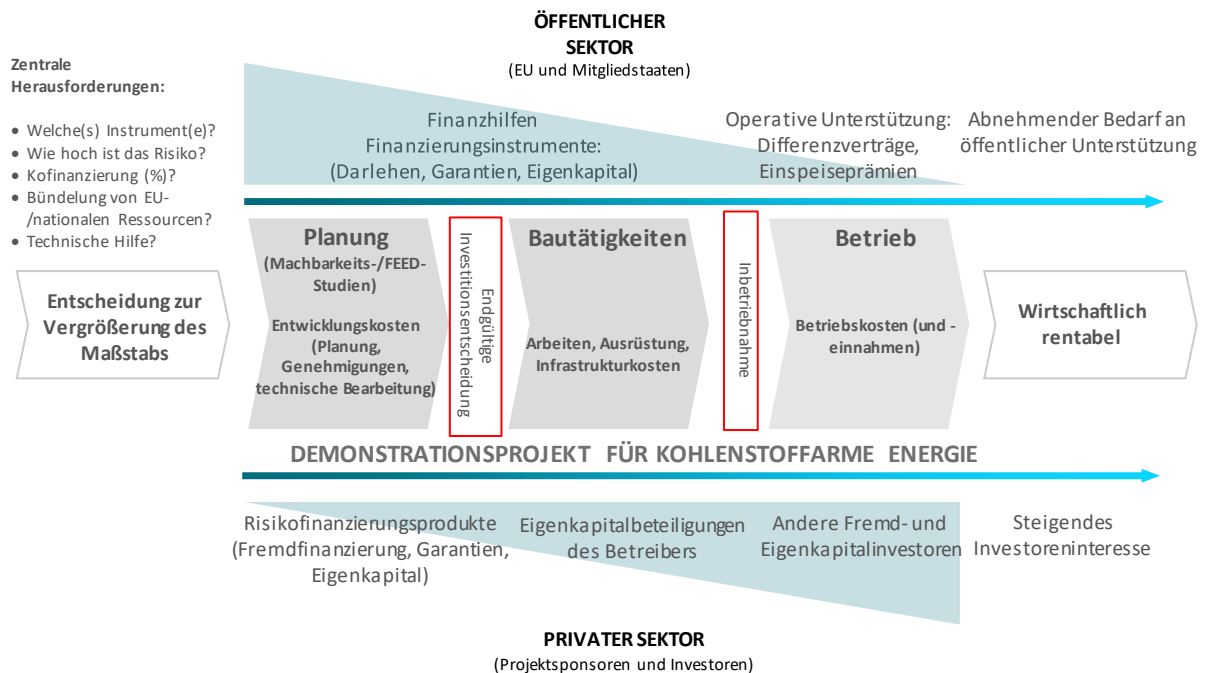 ÖFFENTLICHER
SEKTOR
(EU und Mitgliedstaaten)
Zentrale
Herausforderungen:
• Welche(s) Instrument(e)?
• Wie hoch ist das Risiko?
• Kofinanzierung (%)?
• Bündelung von EU-
/nationalen Ressourcen?
• Technische Hilfe?
Finanzhilfen
Finanzierungsinstrumente:
(Darlehen, Garantien, Eigenkapital)
Operative Unterstützung:
Differenzverträge,
Einspeiseprämien
Abnehmender Bedarf an
öffentlicher Unterstützung
Entscheidung zur
Vergrößerung des
Maßstabs
Planung
(Machbarkeits-/FEED-
Studien)
Entwicklungskosten
(Planung,
Genehmigungen,
technische Bearbeitung)
Endgültige
Investitionsentscheidung
Bautätigkeiten
Arbeiten, Ausrüstung,
Infrastrukturkosten
Inbetriebnahme
Betrieb
Betriebskosten (und -
einnahmen)
Wirtschaftlich
rentabel
DEMONSTRATIONSPROJEKT FÜR KOHLENSTOFFARME ENERGIE
Risikofinanzierungsprodukte
(Fremdfinanzierung, Garantien,
Eigenkapital)
Eigenkapitalbeteiligungen
des Betreibers
Andere Fremd- und
Eigenkapitalinvestoren
Steigendes
Investoreninteresse
PRIVATER SEKTOR
(Projektsponsoren und Investoren)